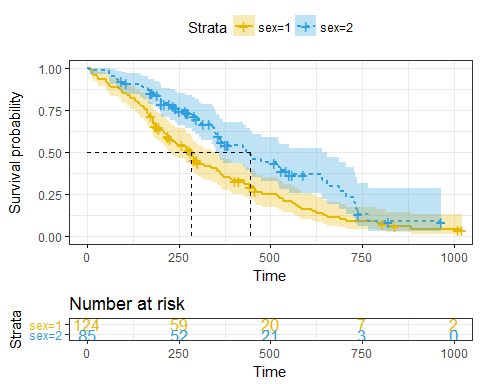 Strata sex=1 sex=2
1.00
0.75
0.50
0.25
0.00
Survival probability
0 250 500 750 1000
Time
Number at risk
Strata
sex=1 124 59 20 7 2
sex=2 85 52 21 3 0
0 250 500 750 1000
Time